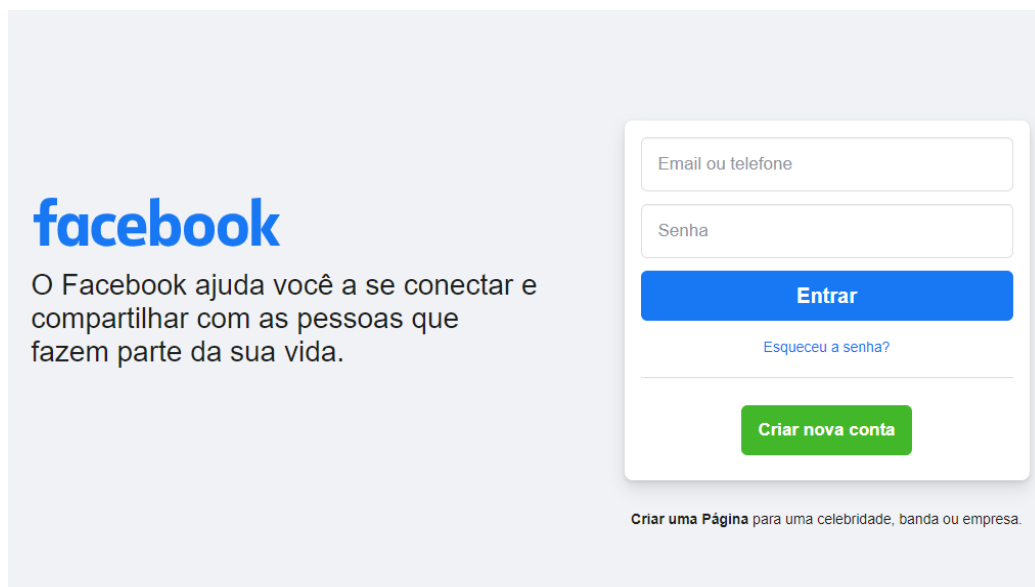 facebook
O Facebook ajuda você a se conectar e
compartilhar com as pessoas que
fazem parte da sua vida.
Email ou telefone
Senha
Entrar
Esqueceu a senha?
Criar nova conta
Criar uma Página para uma celebridade, banda ou empresa.